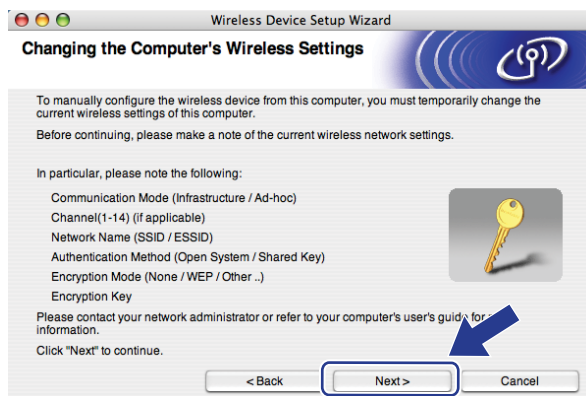 Wireless Device Setup Wizard
Changing the Computer's Wireless Settings
To manually configure the wireless device from this computer, you must temporarily change the
current wireless settings of this computer.
Before continuing, please make a note of the current wireless network settings.
In particular, please note the following:
Communication Mode (Infrastructure / Ad-hoc)
Channel(1-14) (if applicable)
Network Name (SSID / ESSID)
Authentication Method (Open System / Shared Key)
Encryption Mode (None / WEP / Other ..)
Encryption Key
Please contact your network administrator or refer to your computer's user's guide for
information.
Click "Next" to continue.
< Back Next > Cancel